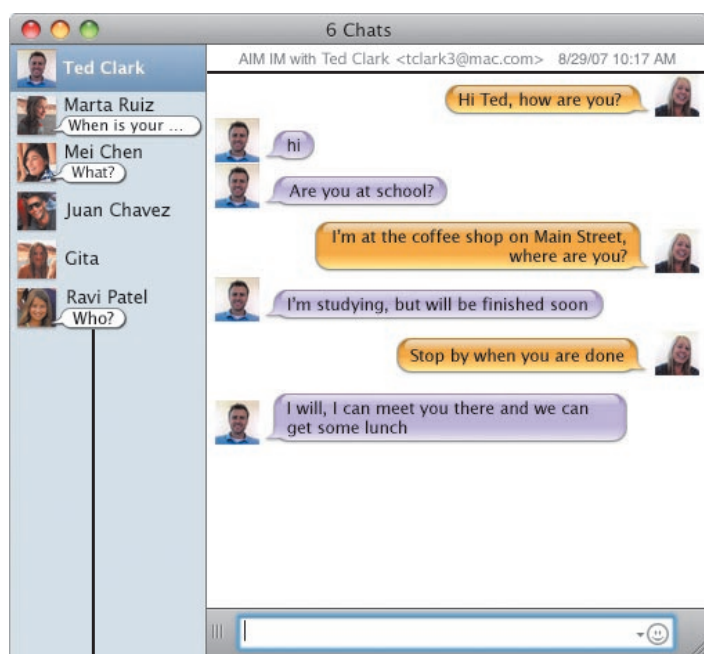 6 Chats
Ted Clark
Marta Ruiz
When is your ...
Mei Chen
What?
Juan Chavez
Gita
Ravi Patel
Who?
AIM IM with Ted Clark <tclark3@mac.com> 8/29/07 10:17 AM
Hi Ted, how are you?
hi
Are you at school?
I'm at the coffee shop on Main Street,
where are you?
I'm studying, but will be finished soon
Stop by when you are done
I will, I can meet you there and we can
get some lunch